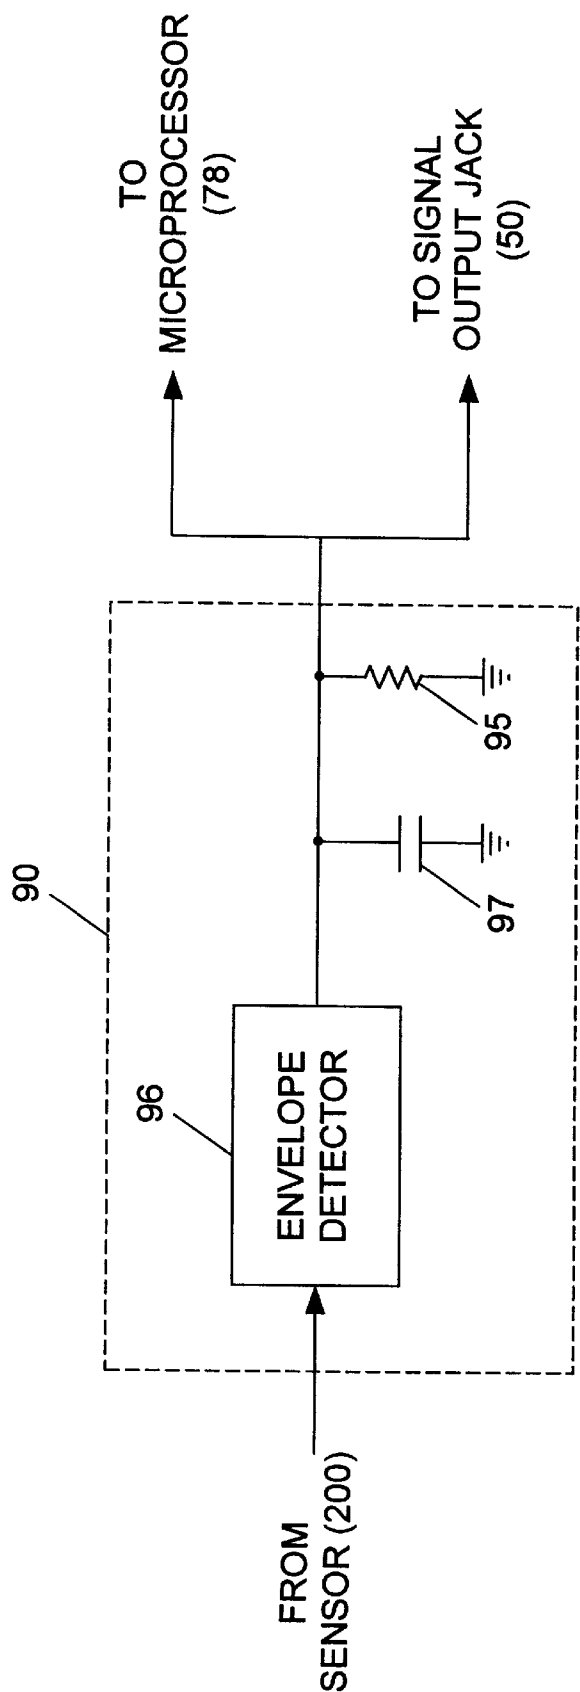 FROM
SENSOR (200)
90
96
ENVELOPE
DETECTOR
97
95
TO
MICROPROCESSOR
(78)
TO SIGNAL
OUTPUT JACK
(50)